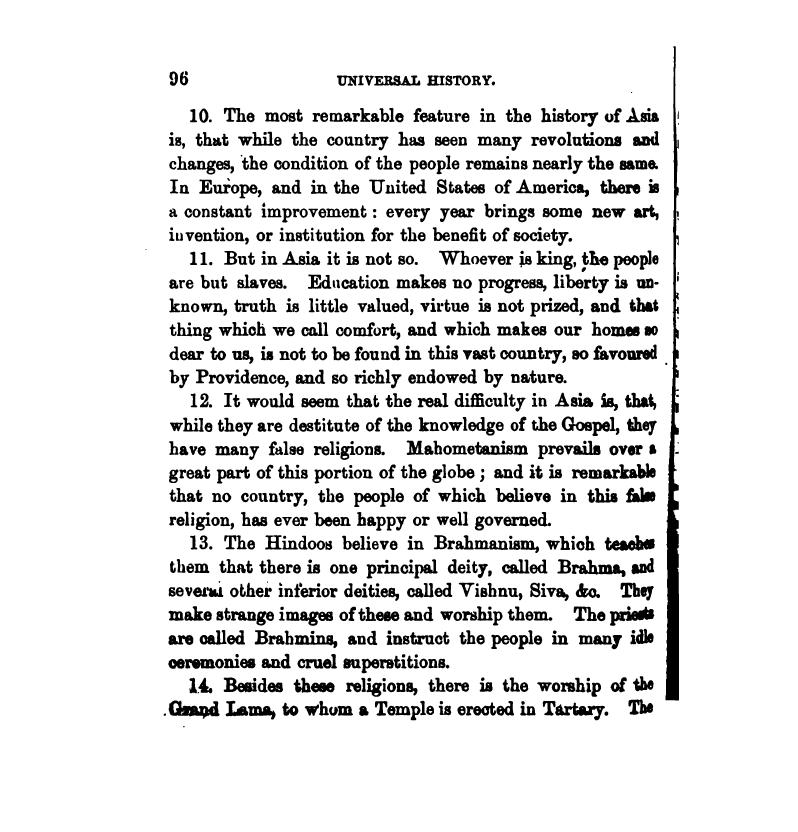 96 UNIVERSAL HISTORY.
10. The most remarkable feature in the history of Asia
is, that while the country has seen many revolutions and
changes, the condition of the people remains nearly the same.
In Europe, and in the United States of America, there is
a constant improvement : every year brings some new art,
invention, or institution for the benefit of society.
11. But in Asia it is not so. Whoever is king, the people
are but slaves. Education makes no progress, liberty is un-
known, truth is little valued, virtue is not prized, and that
thing which we call comfort, and which makes our homes so
dear to us, is not to be found in this vast country, so favoured
by Providence, and so richly endowed by nature.
12. It would seem that the real difficulty in Asia is, that,
while they are destitute of the knowledge of the Gospel, they
have many false religions. Mahometanism prevails over a
great part of this portion of the globe ; and it is remarkable
that no country, the people of which believe in this false
religion, has ever been happy or well governed.
13. The Hindoos believe in Brahmanism, which teaches
them that there is one principal deity, called Brahma, and
several other inferior deities, called Vishnu, Siva, &c. They
make strange images of these and worship them. The priests
are called Brahmins, and instruct the people in many idle
ceremonies and cruel superstitions.
14. Besides these religions, there is the worship of the
Grand Lama, to whom a Temple is erected in Tartary. The